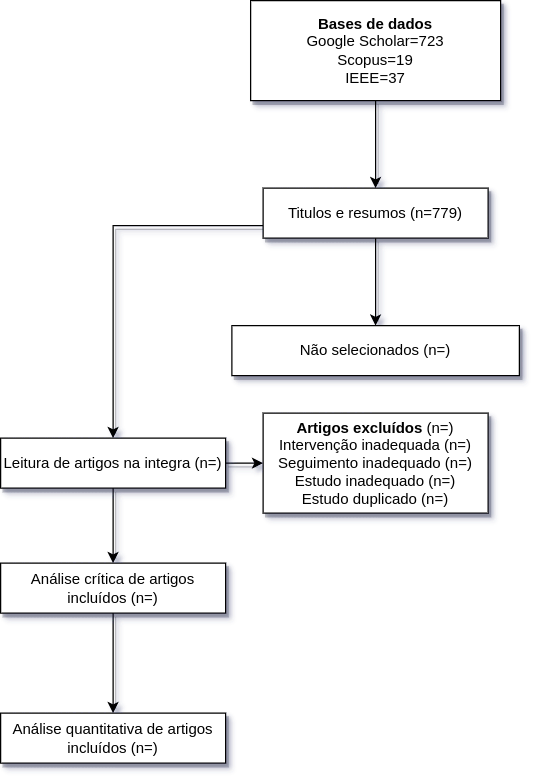 Bases de dados
Google Scholar=723
Scopus=19
IEEE=37
Titulos e resumos (n=779)
Não selecionados (n=)
Artigos excluídos (n=)
Intervenção inadequada (n=)
Seguimento inadequado (n=)
Estudo inadequado (n=)
Estudo duplicado (n=)
Leitura de artigos na integra (n=)
Análise crítica de artigos
incluídos (n=)
Análise quantitativa de artigos
incluídos (n=)